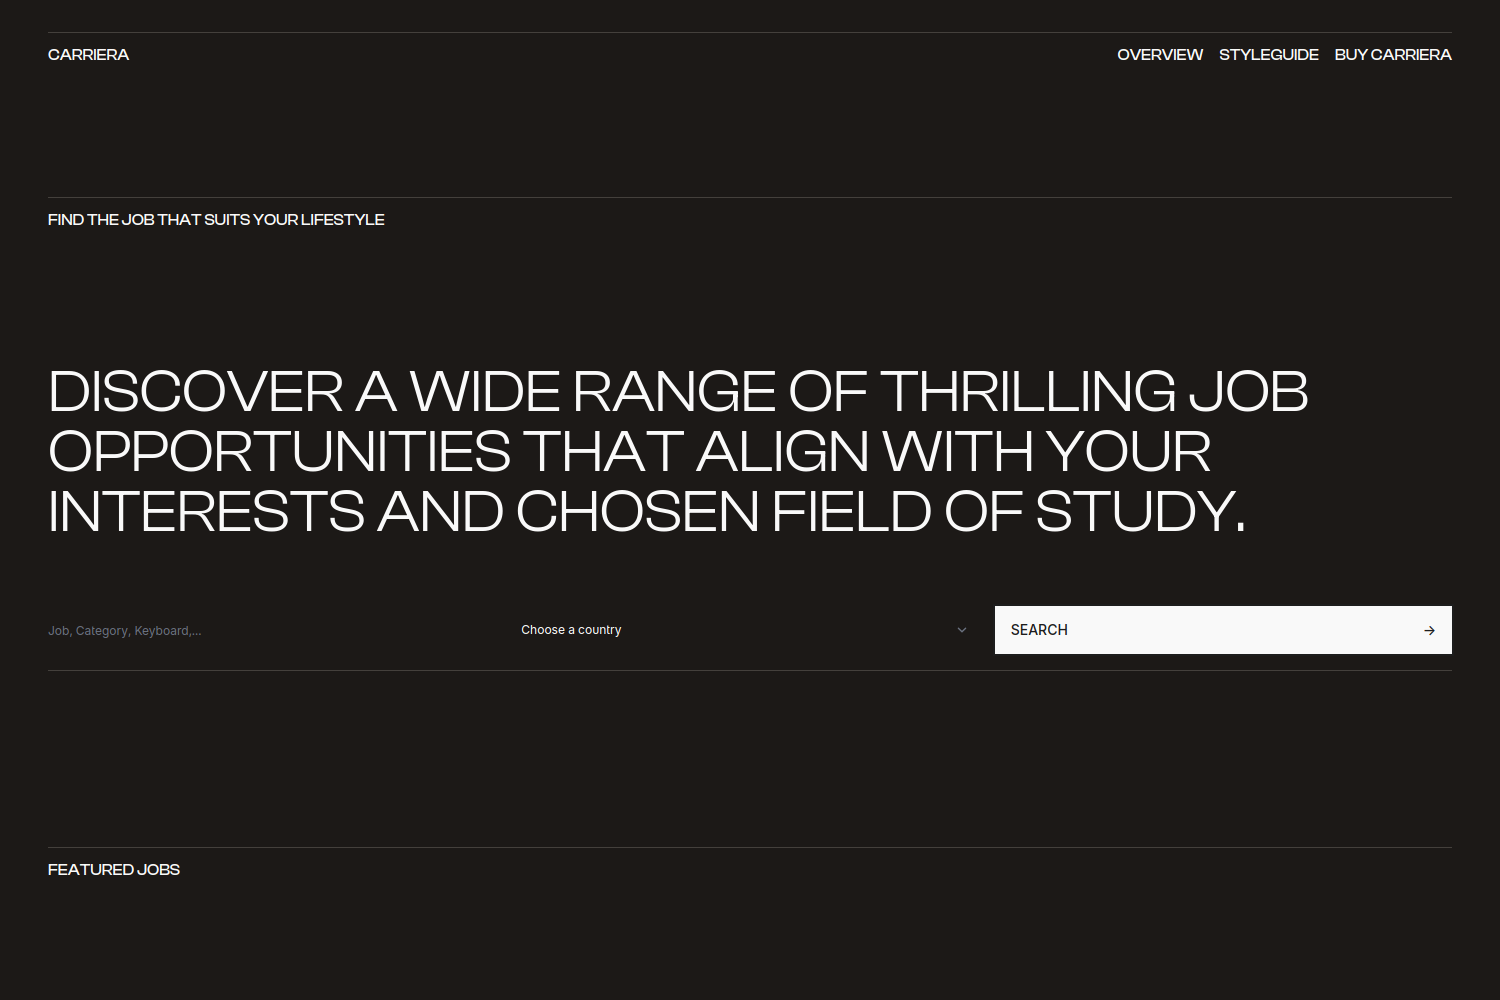 CARRIERA
OVERVIEW STYLEGUIDE BUY CARRIERA
FIND THE JOB THAT SUITS YOUR LIFESTYLE
DISCOVER A WIDE RANGE OF THRILLING JOB
OPPORTUNITIES THAT ALIGN WITH YOUR
INTERESTS AND CHOSEN FIELD OF STUDY.
Job, Category, Keyboard,...
Choose a country
SEARCH →
FEATURED JOBS